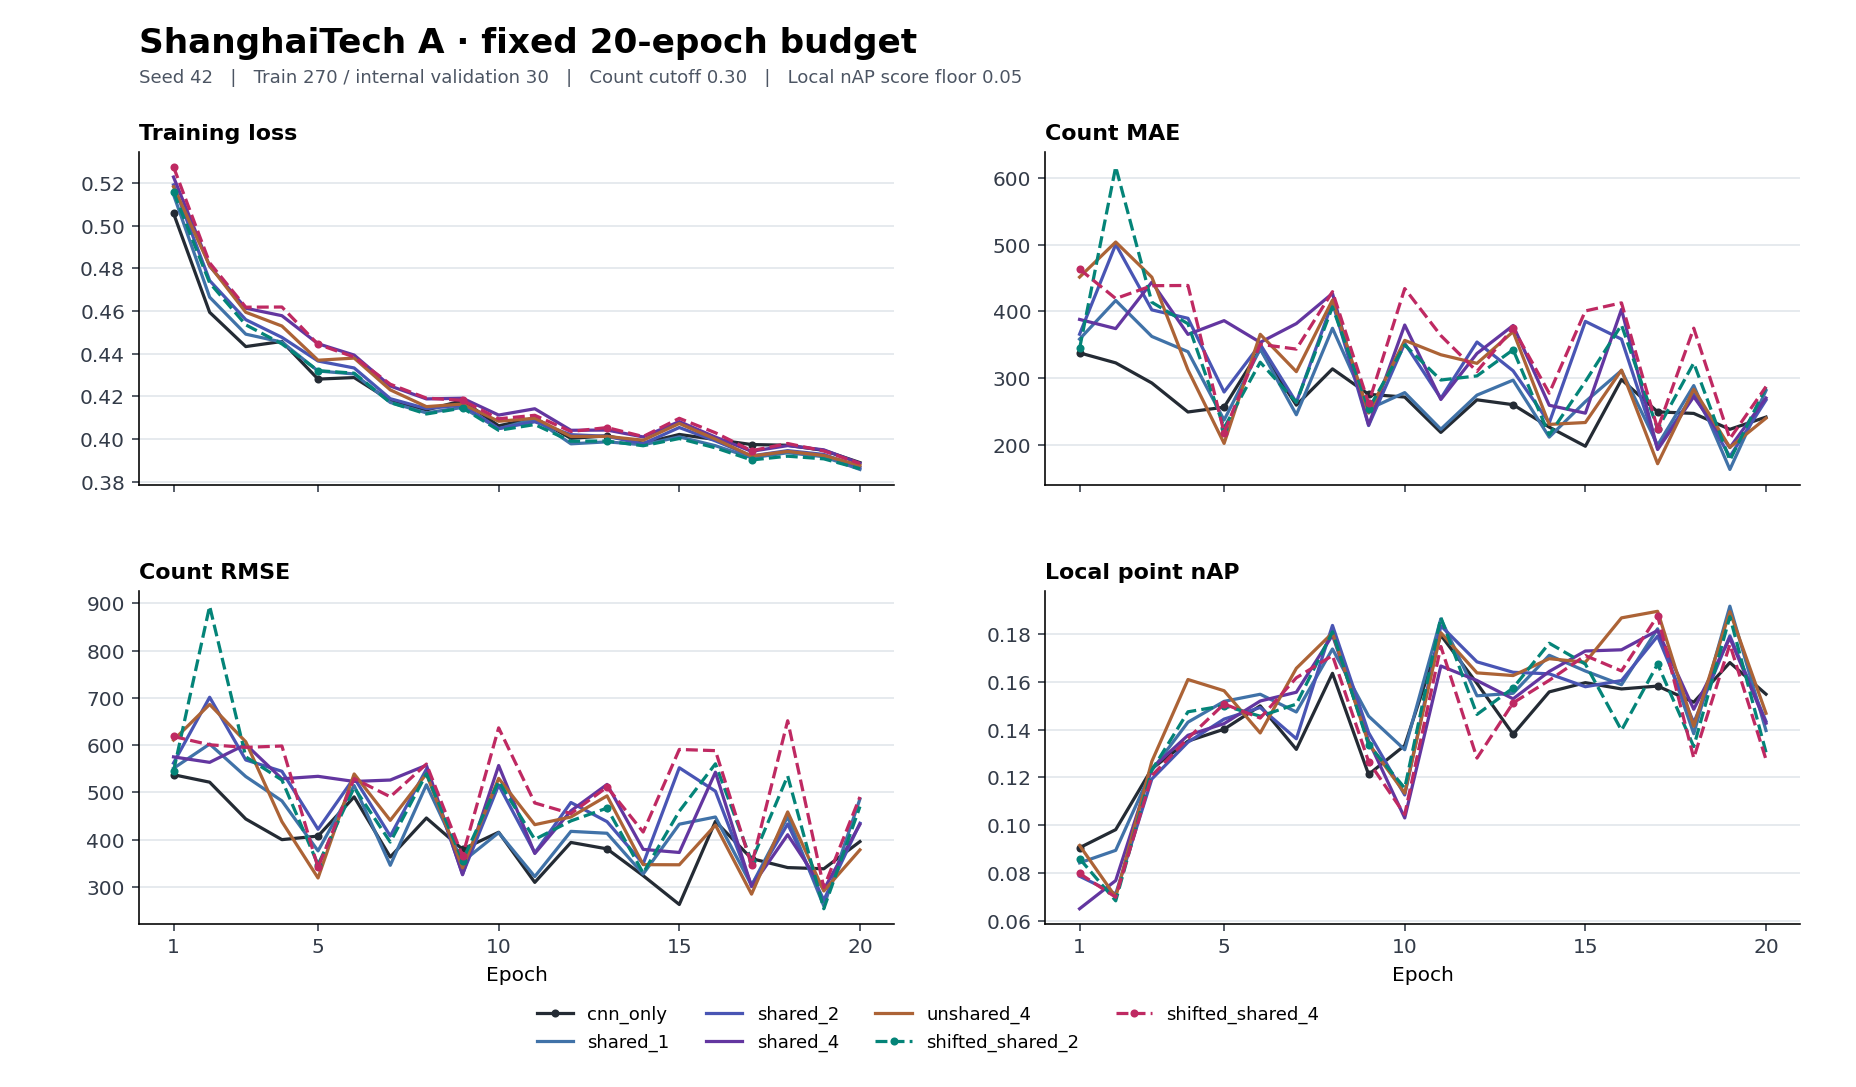 ShanghaiTech A · fixed 20-epoch budget
Seed 42 | Train 270 / internal validation 30 | Count cutoff 0.30 | Local nAP score floor 0.05
Training loss
0.52
0.50
0.48
0.46
0.44
0.42
0.40
0.38
Count MAE
600
500
400
300
200
Count RMSE
900
800
700
600
500
400
300
1 5 10 15 20
Epoch
Local point nAP
0.18
0.16
0.14
0.12
0.10
0.08
0.06
1 5 10 15 20
Epoch
cnn_only shared_2 unshared_4 shifted_shared_4
shared_1 shared_4 shifted_shared_2